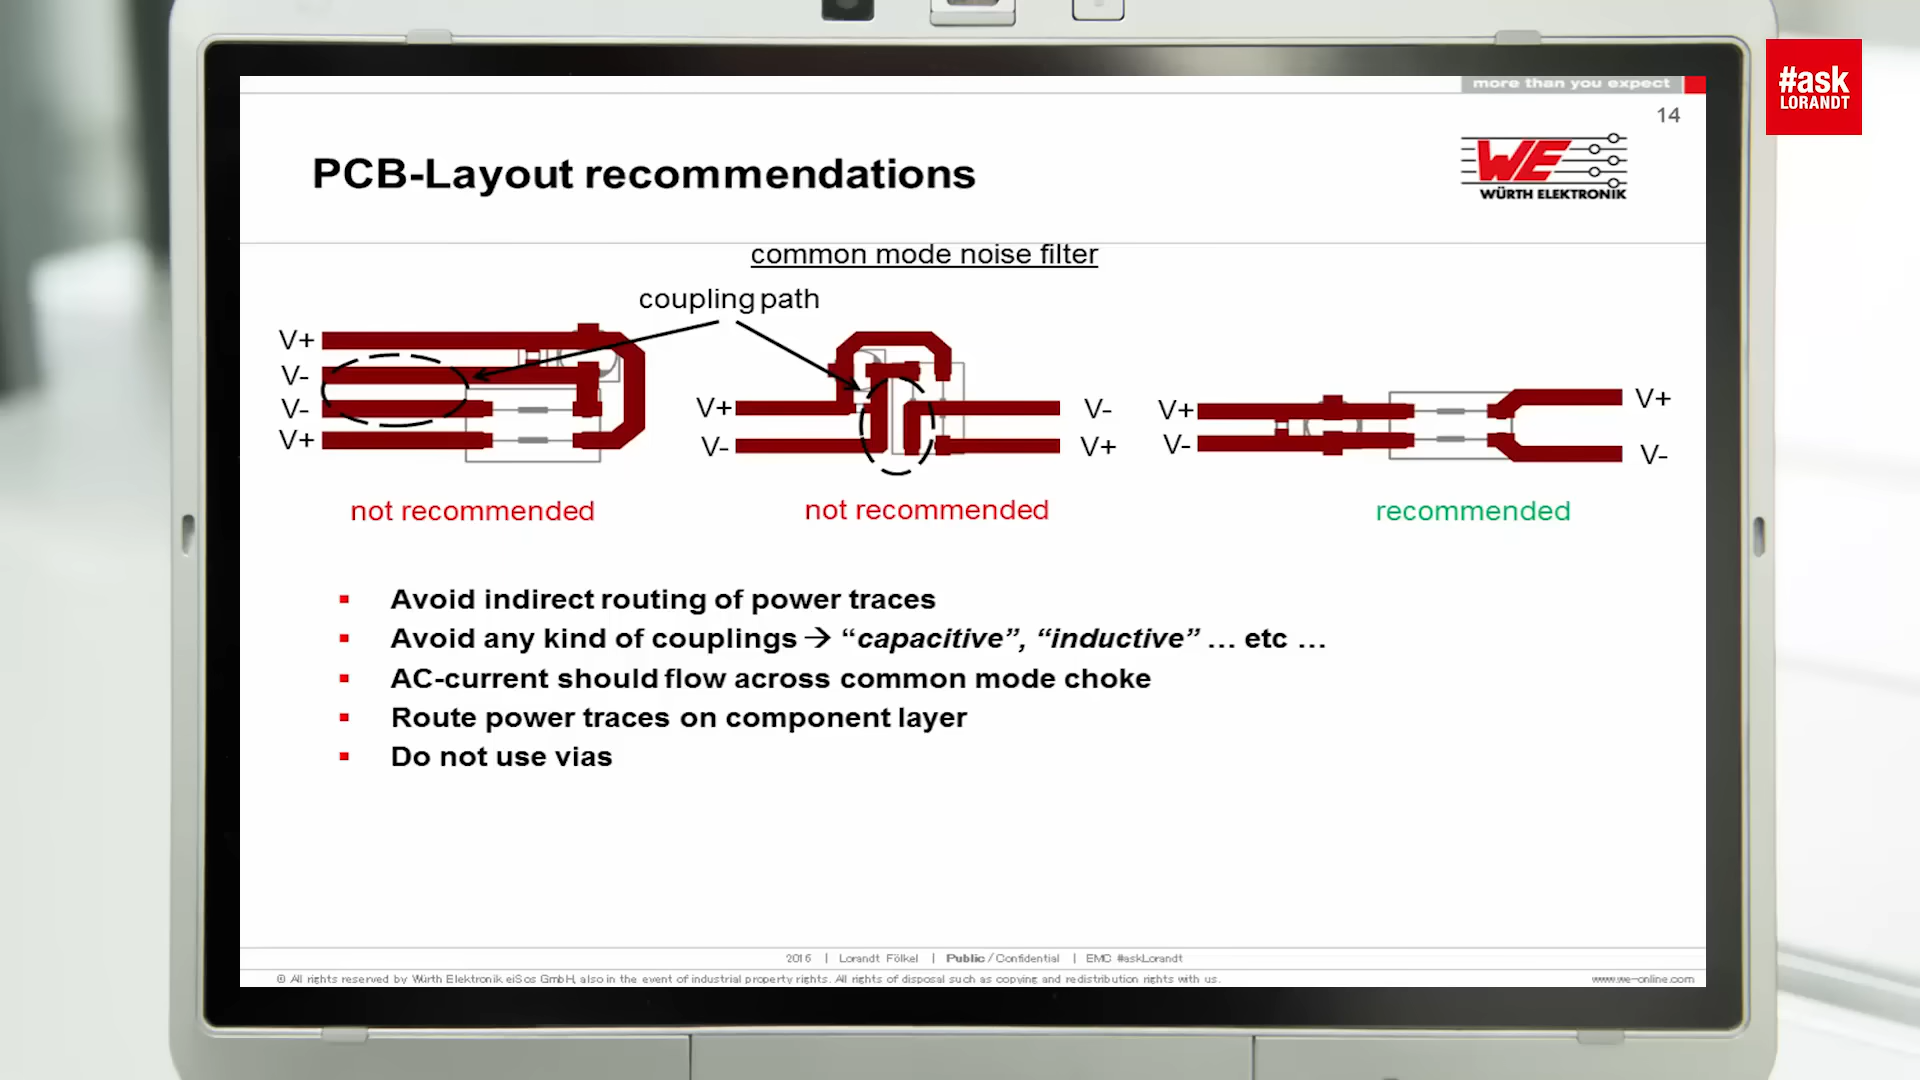 #ask
LORANDT
more than you expect
14
WE
WÜRTH ELEKTRONIK
PCB-Layout recommendations
common mode noise filter
coupling path
V+
V-
V-
V+
V+
V-
V-
V+
V+
V-
V+
V-
not recommended
not recommended
recommended
▪ Avoid indirect routing of power traces
▪ Avoid any kind of couplings → “capacitive”, “inductive” … etc …
▪ AC-current should flow across common mode choke
▪ Route power traces on component layer
▪ Do not use vias
2016 | Lorandt Fölkel | Public / Confidential | EMC #askLorandt
© All rights reserved by Würth Elektronik eiSos GmbH, also in the event of industrial property rights. All rights of disposal such as copying and redistribution rights with us.
www.we-online.com